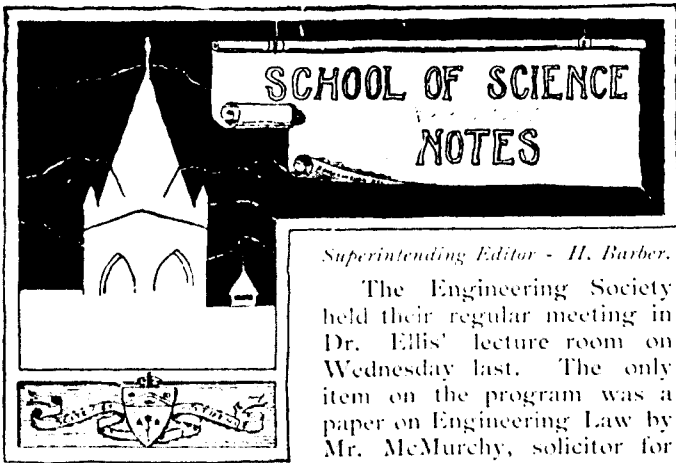 SCHOOL OF SCIENCE
NOTES
Superintending Editor - H. Barber.
The Engineering Society
held their regular meeting in
Dr. Ellis' lecture room on
Wednesday last. The only
item on the program was a
paper on Engineering Law by
Mr. McMurchy, solicitor for